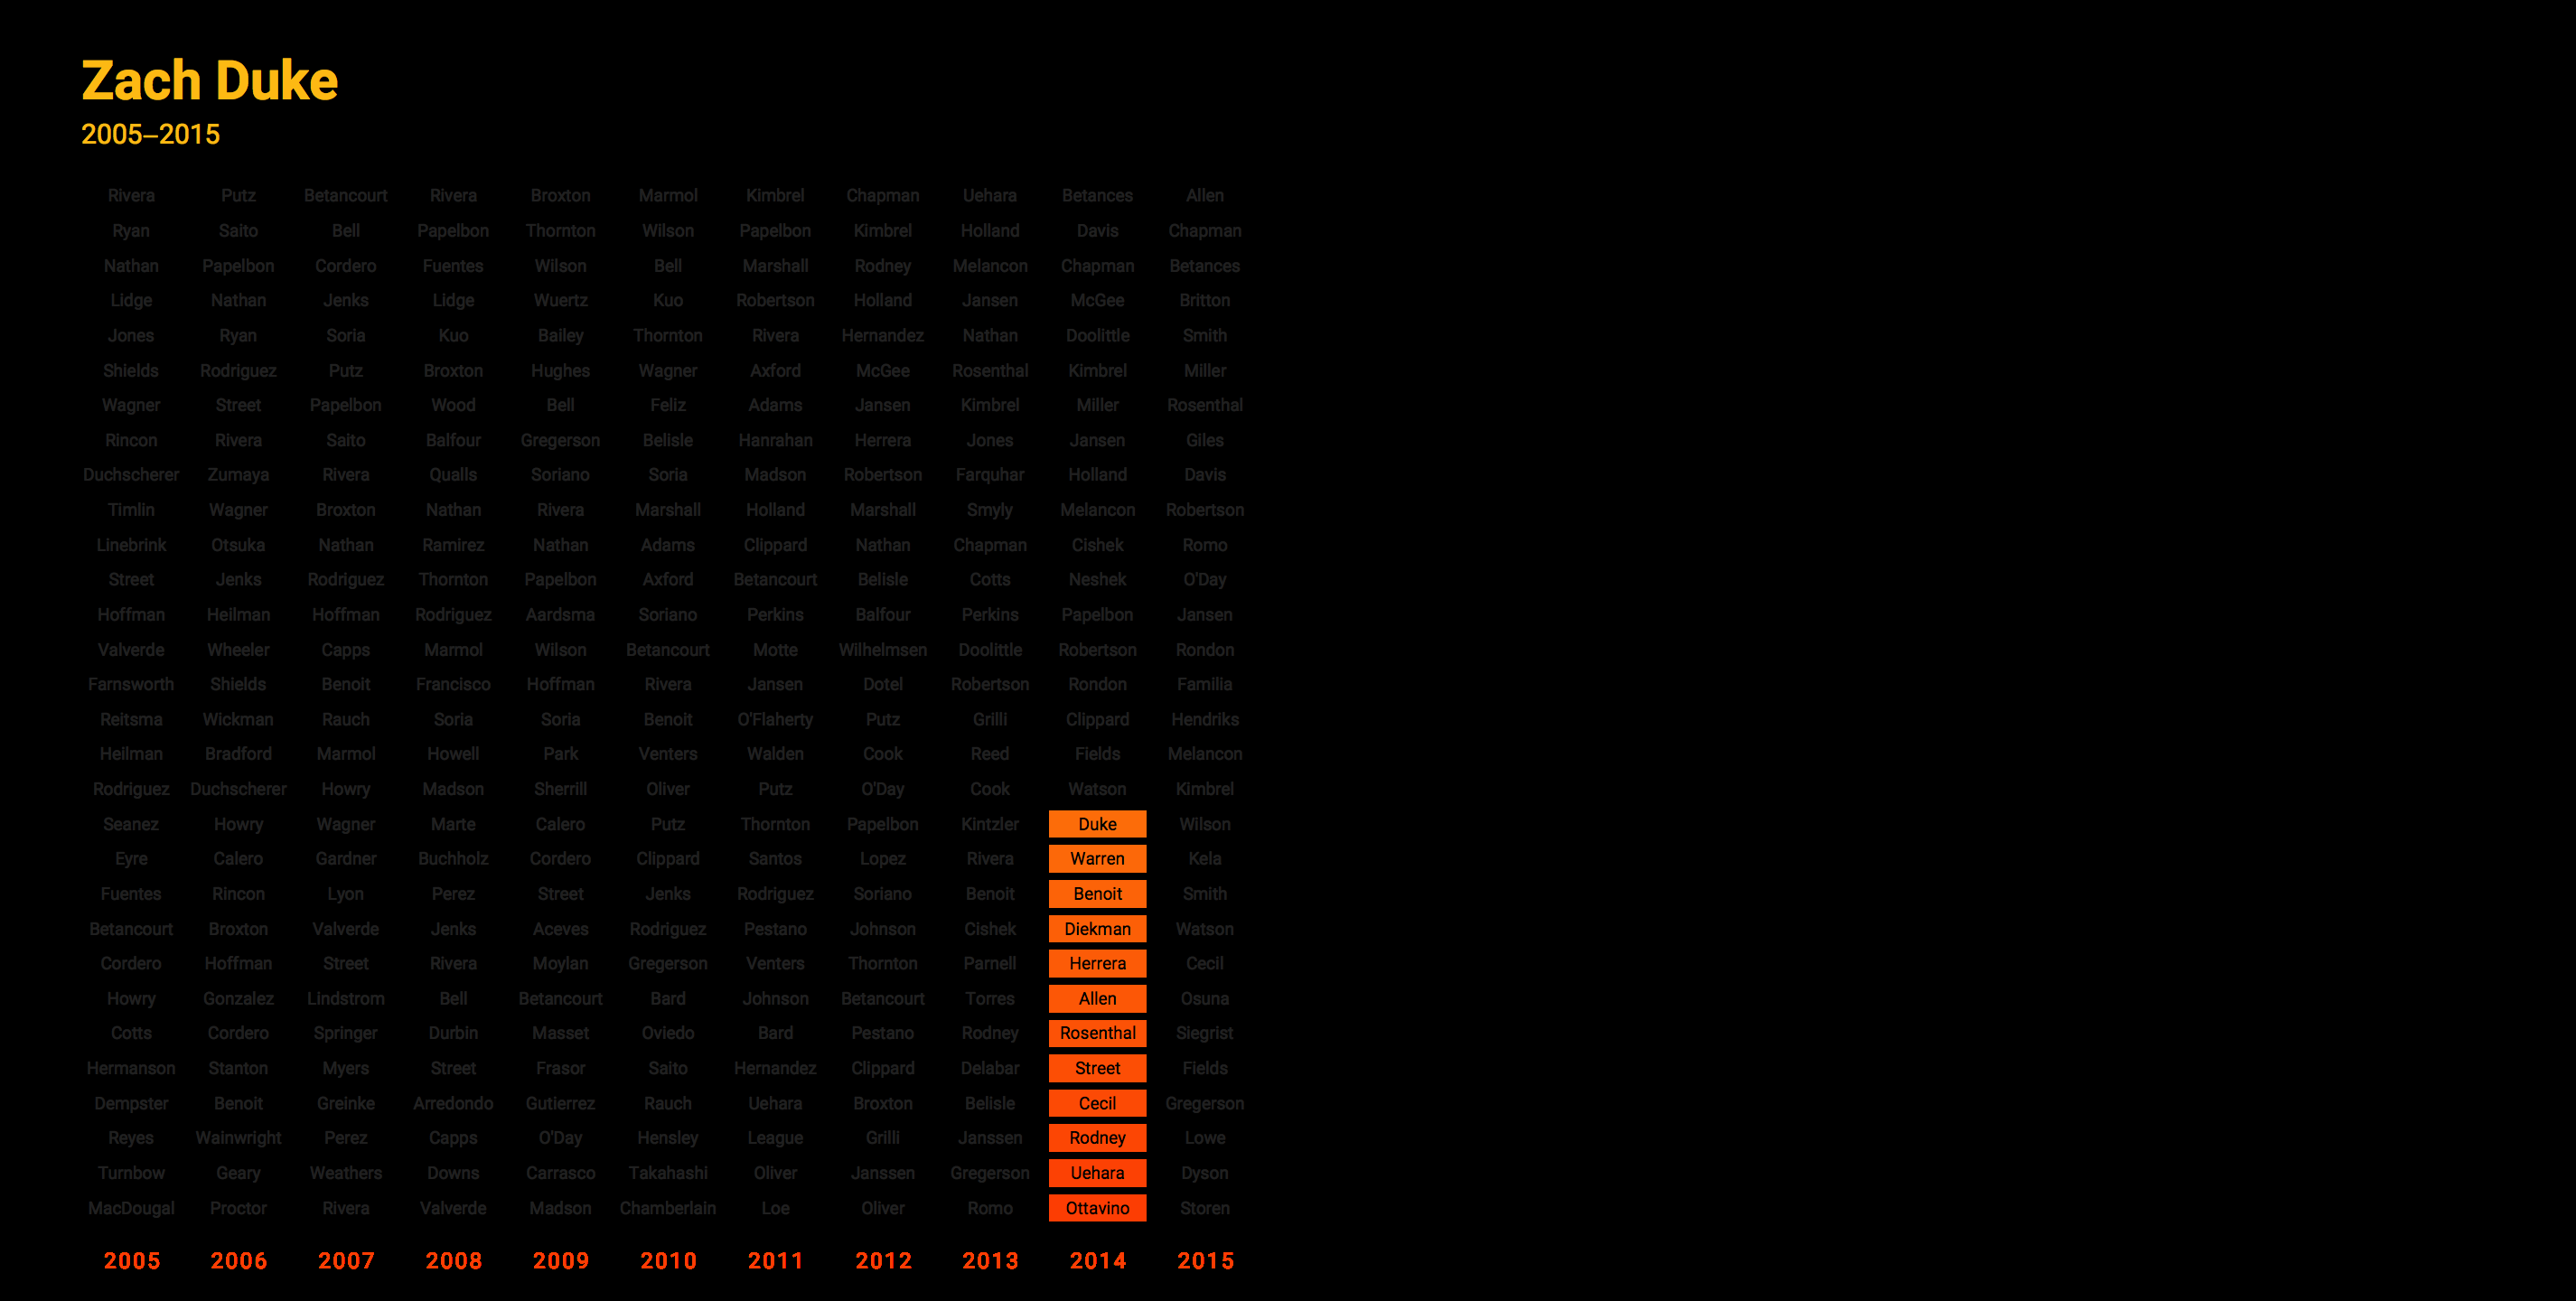 Zach Duke
2005–2015
Rivera Putz Betancourt Rivera Broxton Marmol Kimbrel Chapman Uehara Betances Allen
Ryan Saito Bell Papelbon Thornton Wilson Papelbon Kimbrel Holland Davis Chapman
Nathan Papelbon Cordero Fuentes Wilson Bell Marshall Rodney Melancon Chapman Betances
Lidge Nathan Jenks Lidge Wuertz Kuo Robertson Holland Jansen McGee Britton
Jones Ryan Soria Kuo Bailey Thornton Rivera Hernandez Nathan Doolittle Smith
Shields Rodriguez Putz Broxton Hughes Wagner Axford McGee Rosenthal Kimbrel Miller
Wagner Street Papelbon Wood Bell Feliz Adams Jansen Kimbrel Miller Rosenthal
Rincon Rivera Saito Balfour Gregerson Belisle Hanrahan Herrera Jones Jansen Giles
Duchscherer Zumaya Rivera Qualls Soriano Soria Madson Robertson Farquhar Holland Davis
Timlin Wagner Broxton Nathan Rivera Marshall Holland Marshall Smyly Melancon Robertson
Linebrink Otsuka Nathan Ramirez Nathan Adams Clippard Nathan Chapman Cishek Romo
Street Jenks Rodriguez Thornton Papelbon Axford Betancourt Belisle Cotts Neshek O'Day
Hoffman Heilman Hoffman Rodriguez Aardsma Soriano Perkins Balfour Perkins Papelbon Jansen
Valverde Wheeler Capps Marmol Wilson Betancourt Motte Wilhelmsen Doolittle Robertson Rondon
Farnsworth Shields Benoit Francisco Hoffman Rivera Jansen Dotel Robertson Rondon Familia
Reitsma Wickman Rauch Soria Soria Benoit O'Flaherty Putz Grilli Clippard Hendriks
Heilman Bradford Marmol Howell Park Venters Walden Cook Reed Fields Melancon
Rodriguez Duchscherer Howry Madson Sherrill Oliver Putz O'Day Cook Watson Kimbrel
Seanez Howry Wagner Marte Calero Putz Thornton Papelbon Kintzler Duke Wilson
Eyre Calero Gardner Buchholz Cordero Clippard Santos Lopez Rivera Warren Kela
Fuentes Rincon Lyon Perez Street Jenks Rodriguez Soriano Benoit Benoit Smith
Betancourt Broxton Valverde Jenks Aceves Rodriguez Pestano Johnson Cishek Diekman Watson
Cordero Hoffman Street Rivera Moylan Gregerson Venters Thornton Parnell Herrera Cecil
Howry Gonzalez Lindstrom Bell Betancourt Bard Johnson Betancourt Torres Allen Osuna
Cotts Cordero Springer Durbin Masset Oviedo Bard Pestano Rodney Rosenthal Siegrist
Hermanson Stanton Myers Street Frasor Saito Hernandez Clippard Delabar Street Fields
Dempster Benoit Greinke Arredondo Gutierrez Rauch Uehara Broxton Belisle Cecil Gregerson
Reyes Wainwright Perez Capps O'Day Hensley League Grilli Janssen Rodney Lowe
Turnbow Geary Weathers Downs Carrasco Takahashi Oliver Janssen Gregerson Uehara Dyson
MacDougal Proctor Rivera Valverde Madson Chamberlain Loe Oliver Romo Ottavino Storen
2005 2006 2007 2008 2009 2010 2011 2012 2013 2014 2015